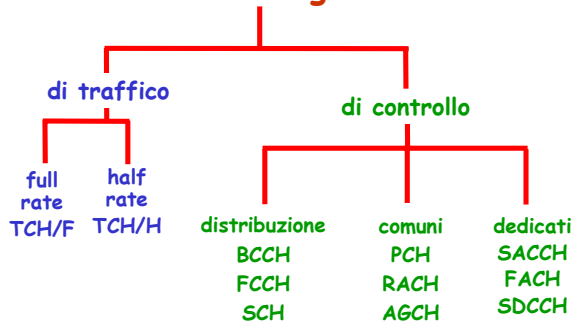 di traffico
di controllo
full
rate
TCH/F
half
rate
TCH/H
distribuzione
BCCH
FCCH
SCH
comuni
PCH
RACH
AGCH
dedicati
SACCH
FACH
SDCCH